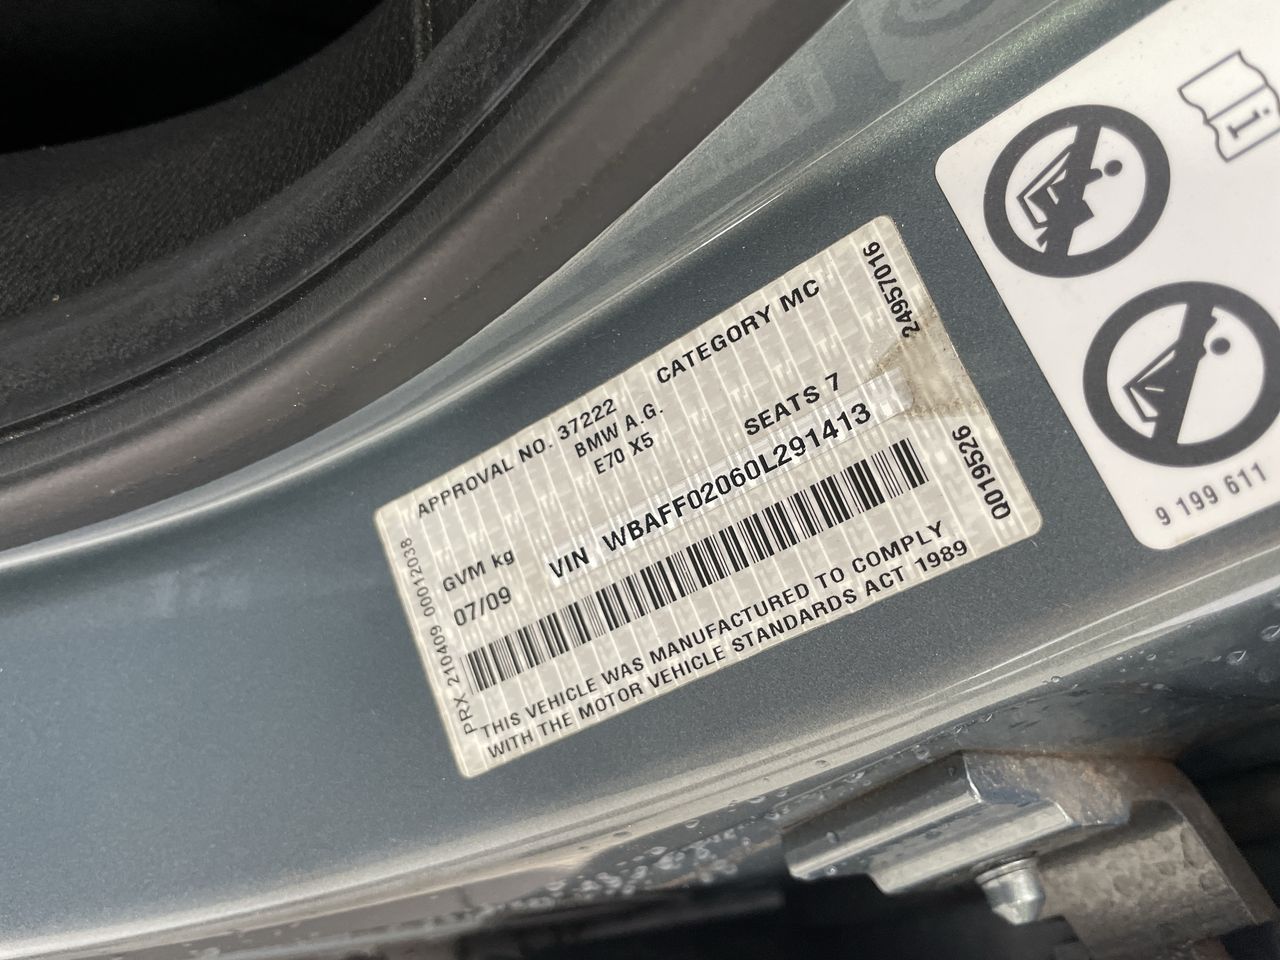 APPROVAL NO. 37222
CATEGORY MC
BMW A.G.
E70 X5
SEATS 7
GVM kg
07/09
VIN WBAFF02060L291413
THIS VEHICLE WAS MANUFACTURED TO COMPLY
WITH THE MOTOR VEHICLE STANDARDS ACT 1989
PRX 210409 00012038
24957016
Q019526
i
9 199 611